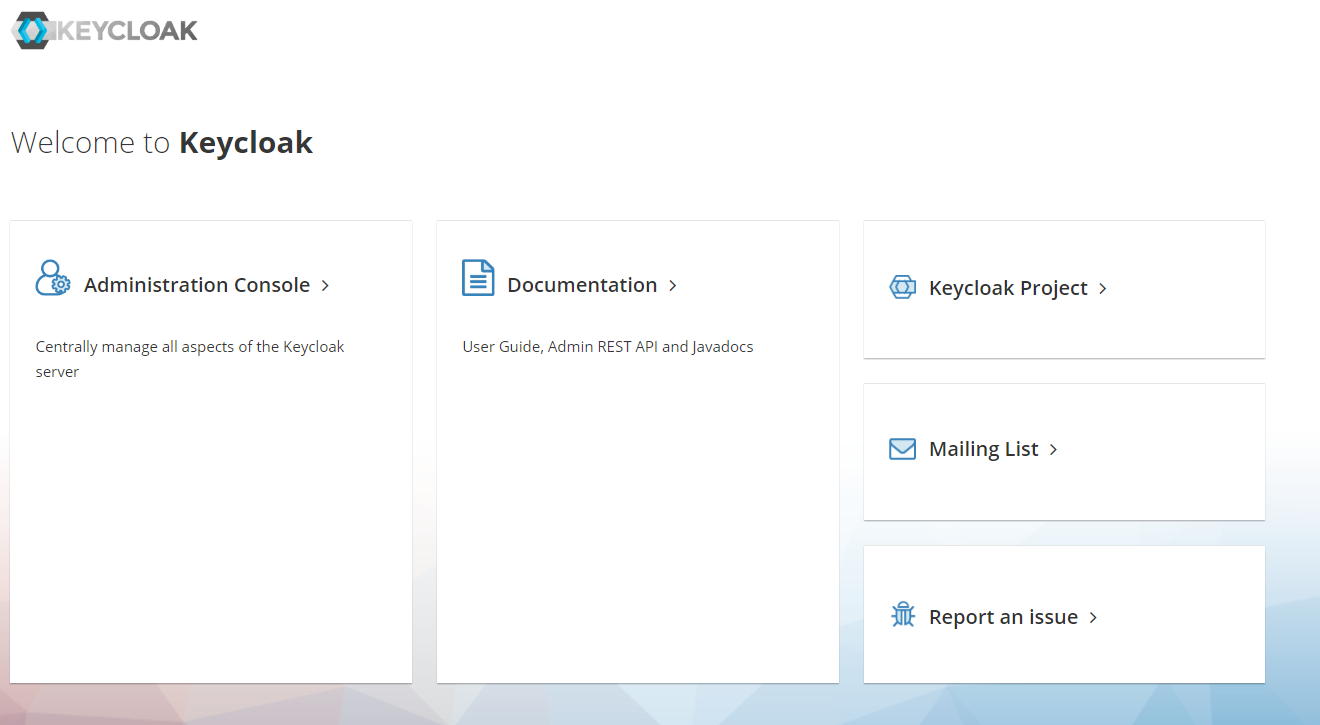 KEYCLOAK
Welcome to Keycloak
Administration Console
Centrally manage all aspects of the Keycloak
server
Documentation
User Guide, Admin REST API and Javadocs
Keycloak Project
Mailing List
Report an issue